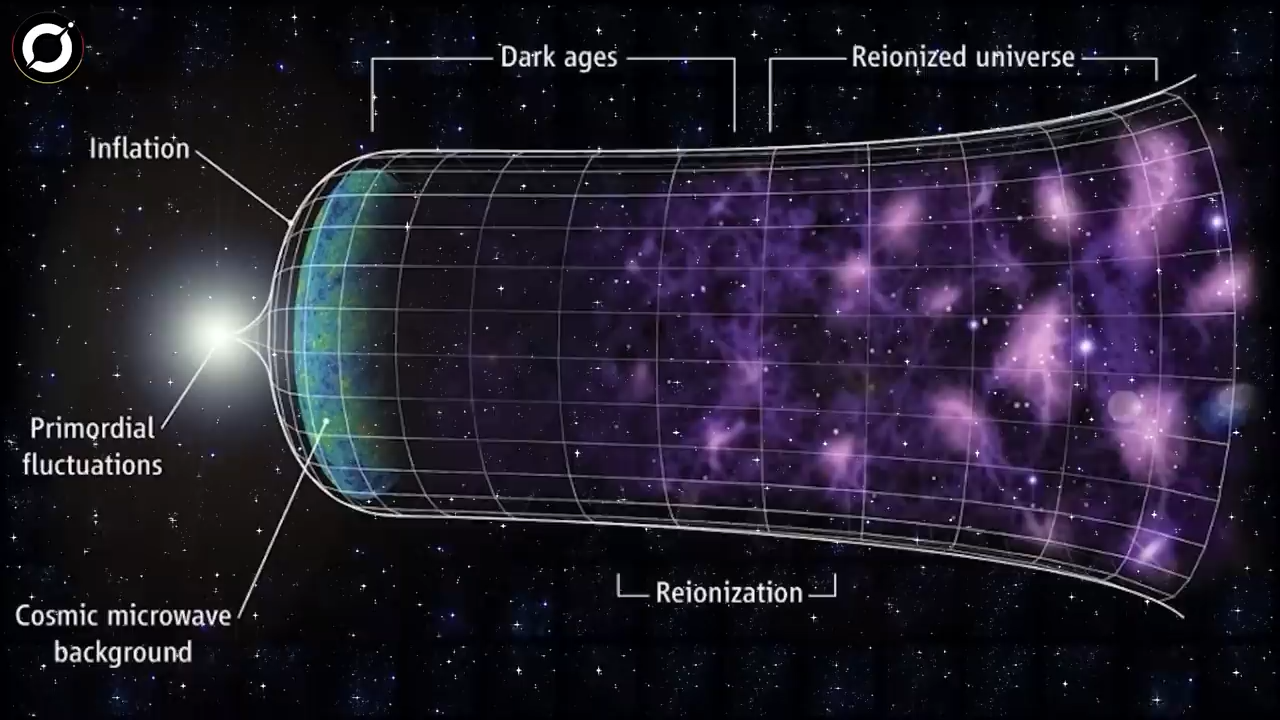 Dark ages
Reionized universe
Inflation
Primordial
fluctuations
Reionization
Cosmic microwave
background